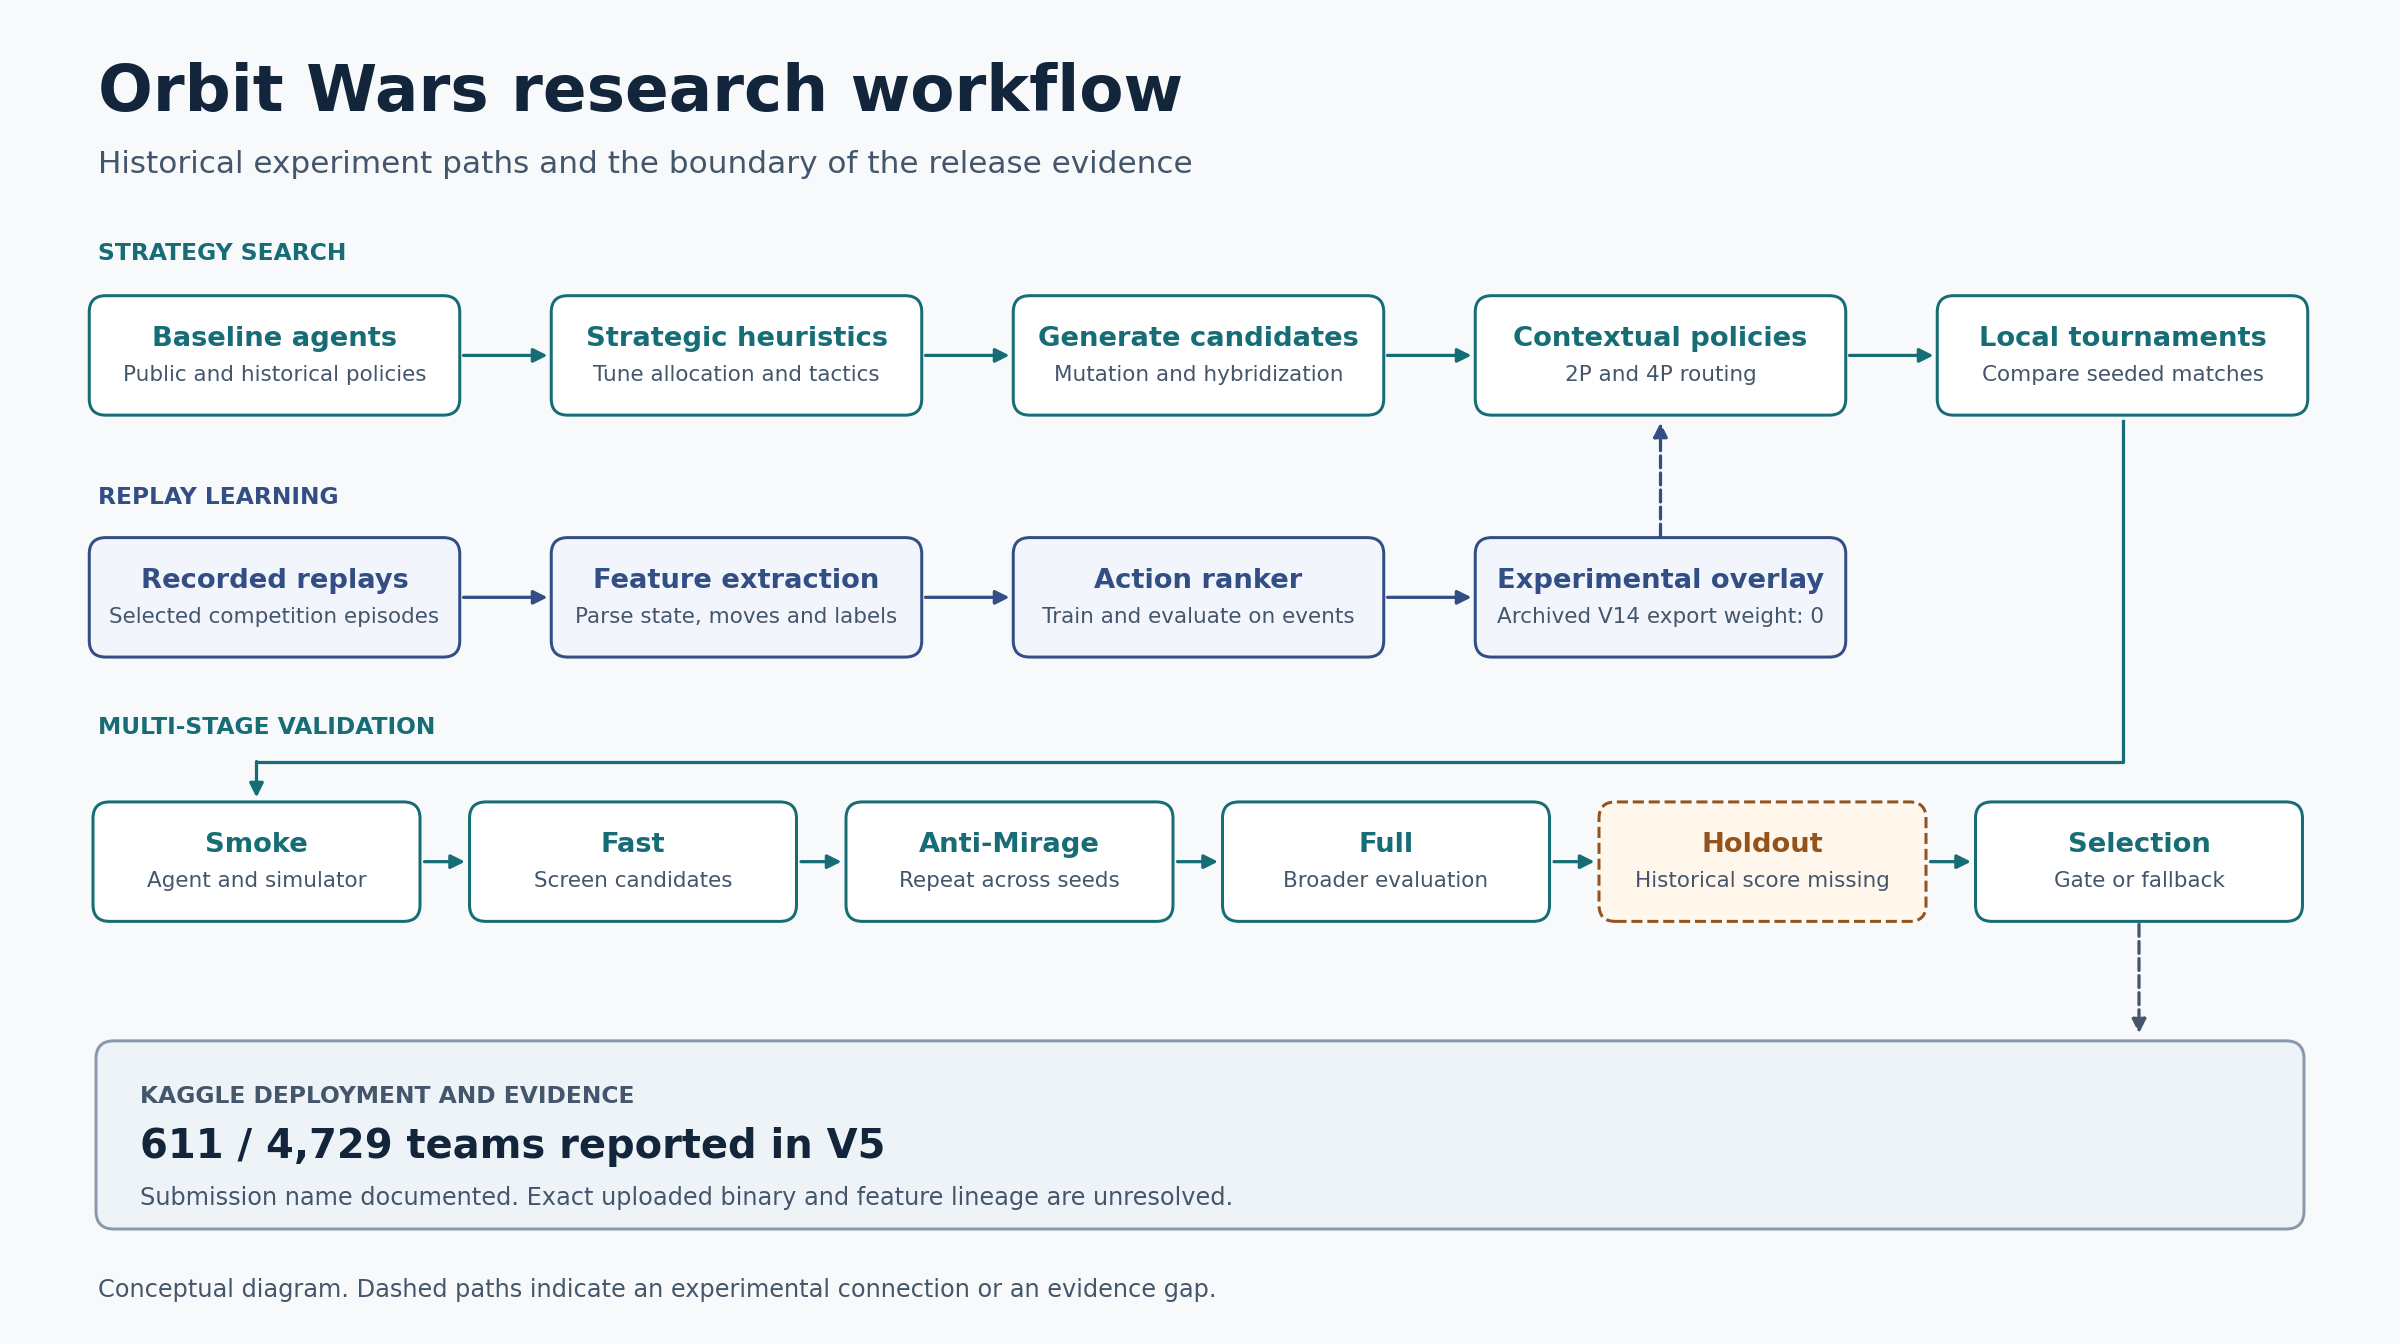 Orbit Wars research workflow
Historical experiment paths and the boundary of the release evidence
STRATEGY SEARCH
Baseline agents
Public and historical policies
Strategic heuristics
Tune allocation and tactics
Generate candidates
Mutation and hybridization
Contextual policies
2P and 4P routing
Local tournaments
Compare seeded matches
REPLAY LEARNING
Recorded replays
Selected competition episodes
Feature extraction
Parse state, moves and labels
Action ranker
Train and evaluate on events
Experimental overlay
Archived V14 export weight: 0
MULTI-STAGE VALIDATION
Smoke
Agent and simulator
Fast
Screen candidates
Anti-Mirage
Repeat across seeds
Full
Broader evaluation
Holdout
Historical score missing
Selection
Gate or fallback
KAGGLE DEPLOYMENT AND EVIDENCE
611 / 4,729 teams reported in V5
Submission name documented. Exact uploaded binary and feature lineage are unresolved.
Conceptual diagram. Dashed paths indicate an experimental connection or an evidence gap.